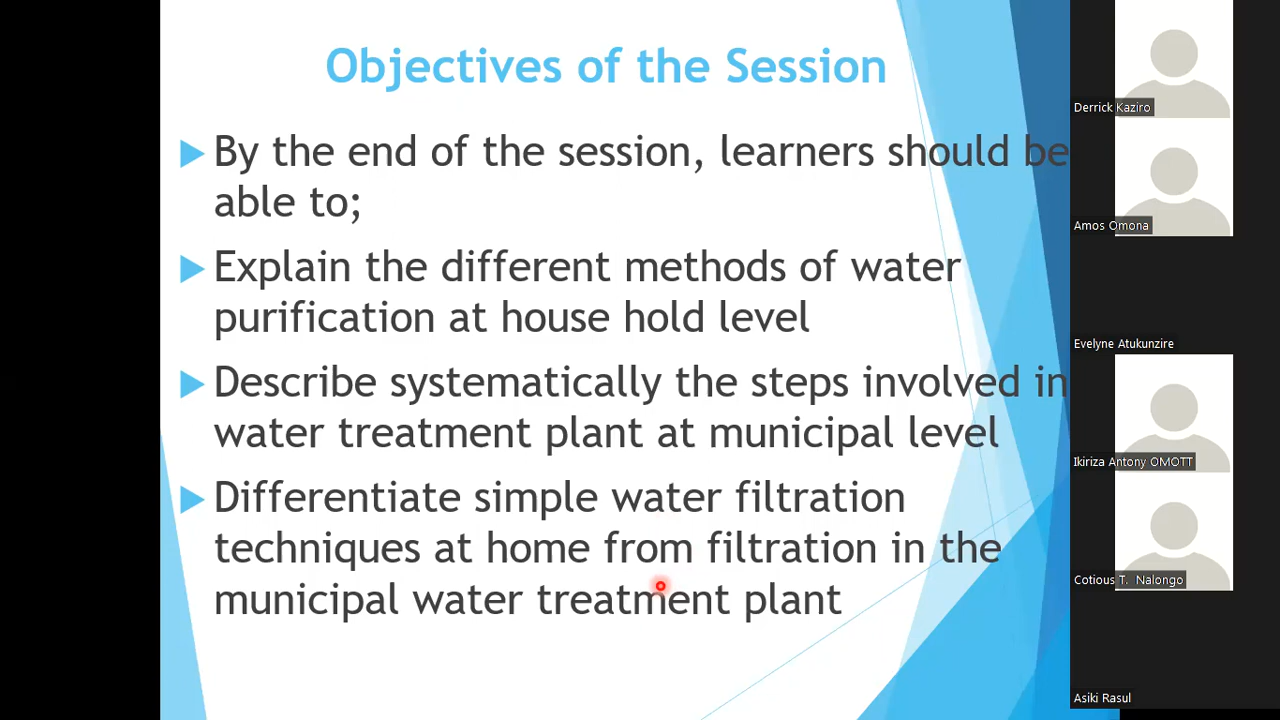 Objectives of the Session
By the end of the session, learners should be
able to;
Explain the different methods of water
purification at house hold level
Describe systematically the steps involved in
water treatment plant at municipal level
Differentiate simple water filtration
techniques at home from filtration in the
municipal water treatment plant
Derrick Kaziro
Amos Omona
Evelyne Atukunzire
Ikiriza Antony OMOTT
Cotious T. Nalongo
Asiki Rasul